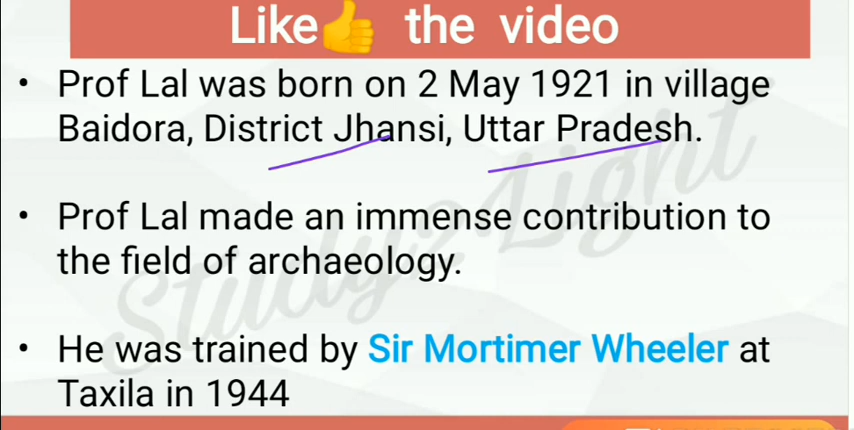 Like👍 the video
• Prof Lal was born on 2 May 1921 in village
Baidora, District Jhansi, Uttar Pradesh.
• Prof Lal made an immense contribution to
the field of archaeology.
• He was trained by Sir Mortimer Wheeler at
Taxila in 1944
Study2Light